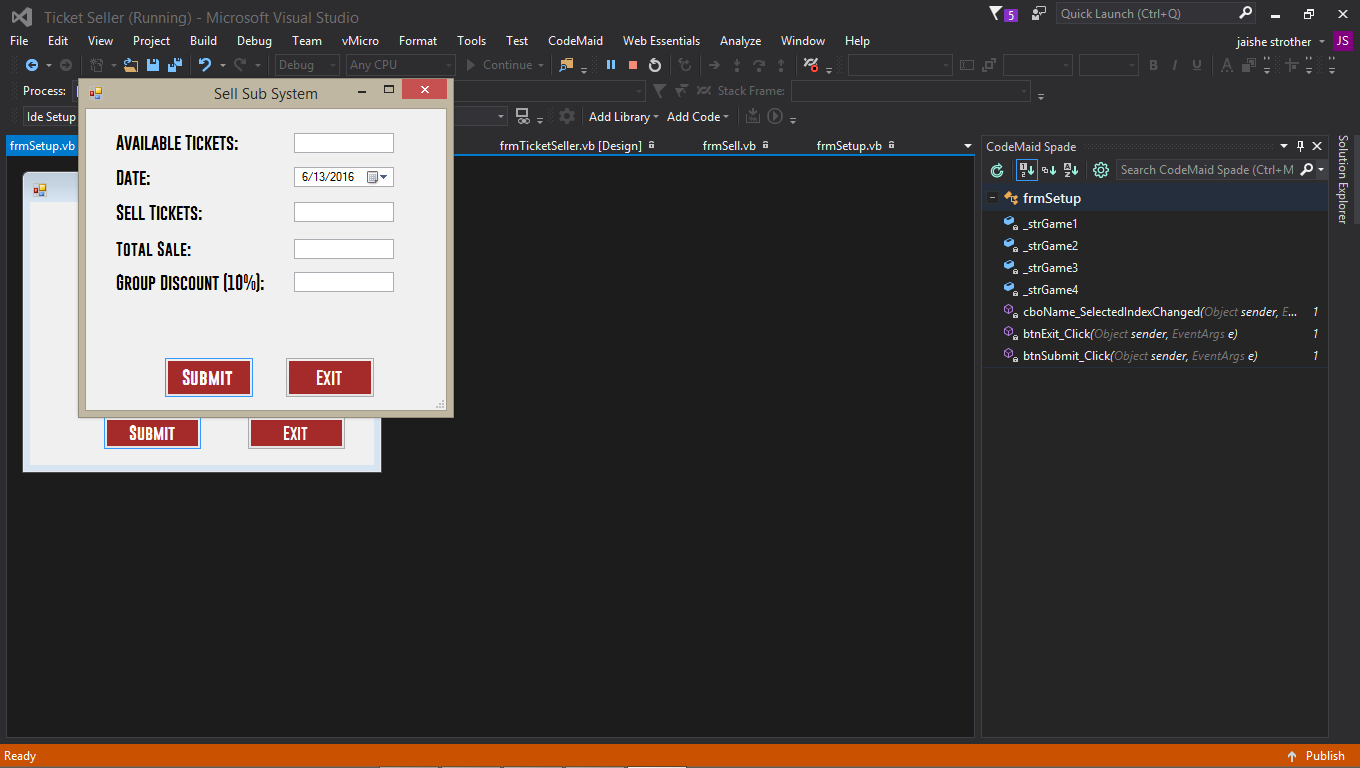 Ticket Seller (Running) - Microsoft Visual Studio
5
Quick Launch (Ctrl+Q)
File Edit View Project Build Debug Team vMicro Format Tools Test CodeMaid Web Essentials Analyze Window Help
jaishe strother JS
Debug Any CPU Continue
Process:
Stack Frame:
Ide Setup
Add Library Add Code
frmSetup.vb
frmTicketSeller.vb [Design] frmSell.vb frmSetup.vb
Sell Sub System
Available Tickets:
Date: 6/13/2016
Sell Tickets:
Total Sale:
Group Discount (10%):
Submit Exit
Submit Exit
CodeMaid Spade
Search CodeMaid Spade (Ctrl+M
frmSetup
_strGame1
_strGame2
_strGame3
_strGame4
cboName_SelectedIndexChanged(Object sender, E... 1
btnExit_Click(Object sender, EventArgs e) 1
btnSubmit_Click(Object sender, EventArgs e) 1
Solution Explorer
Ready
Publish